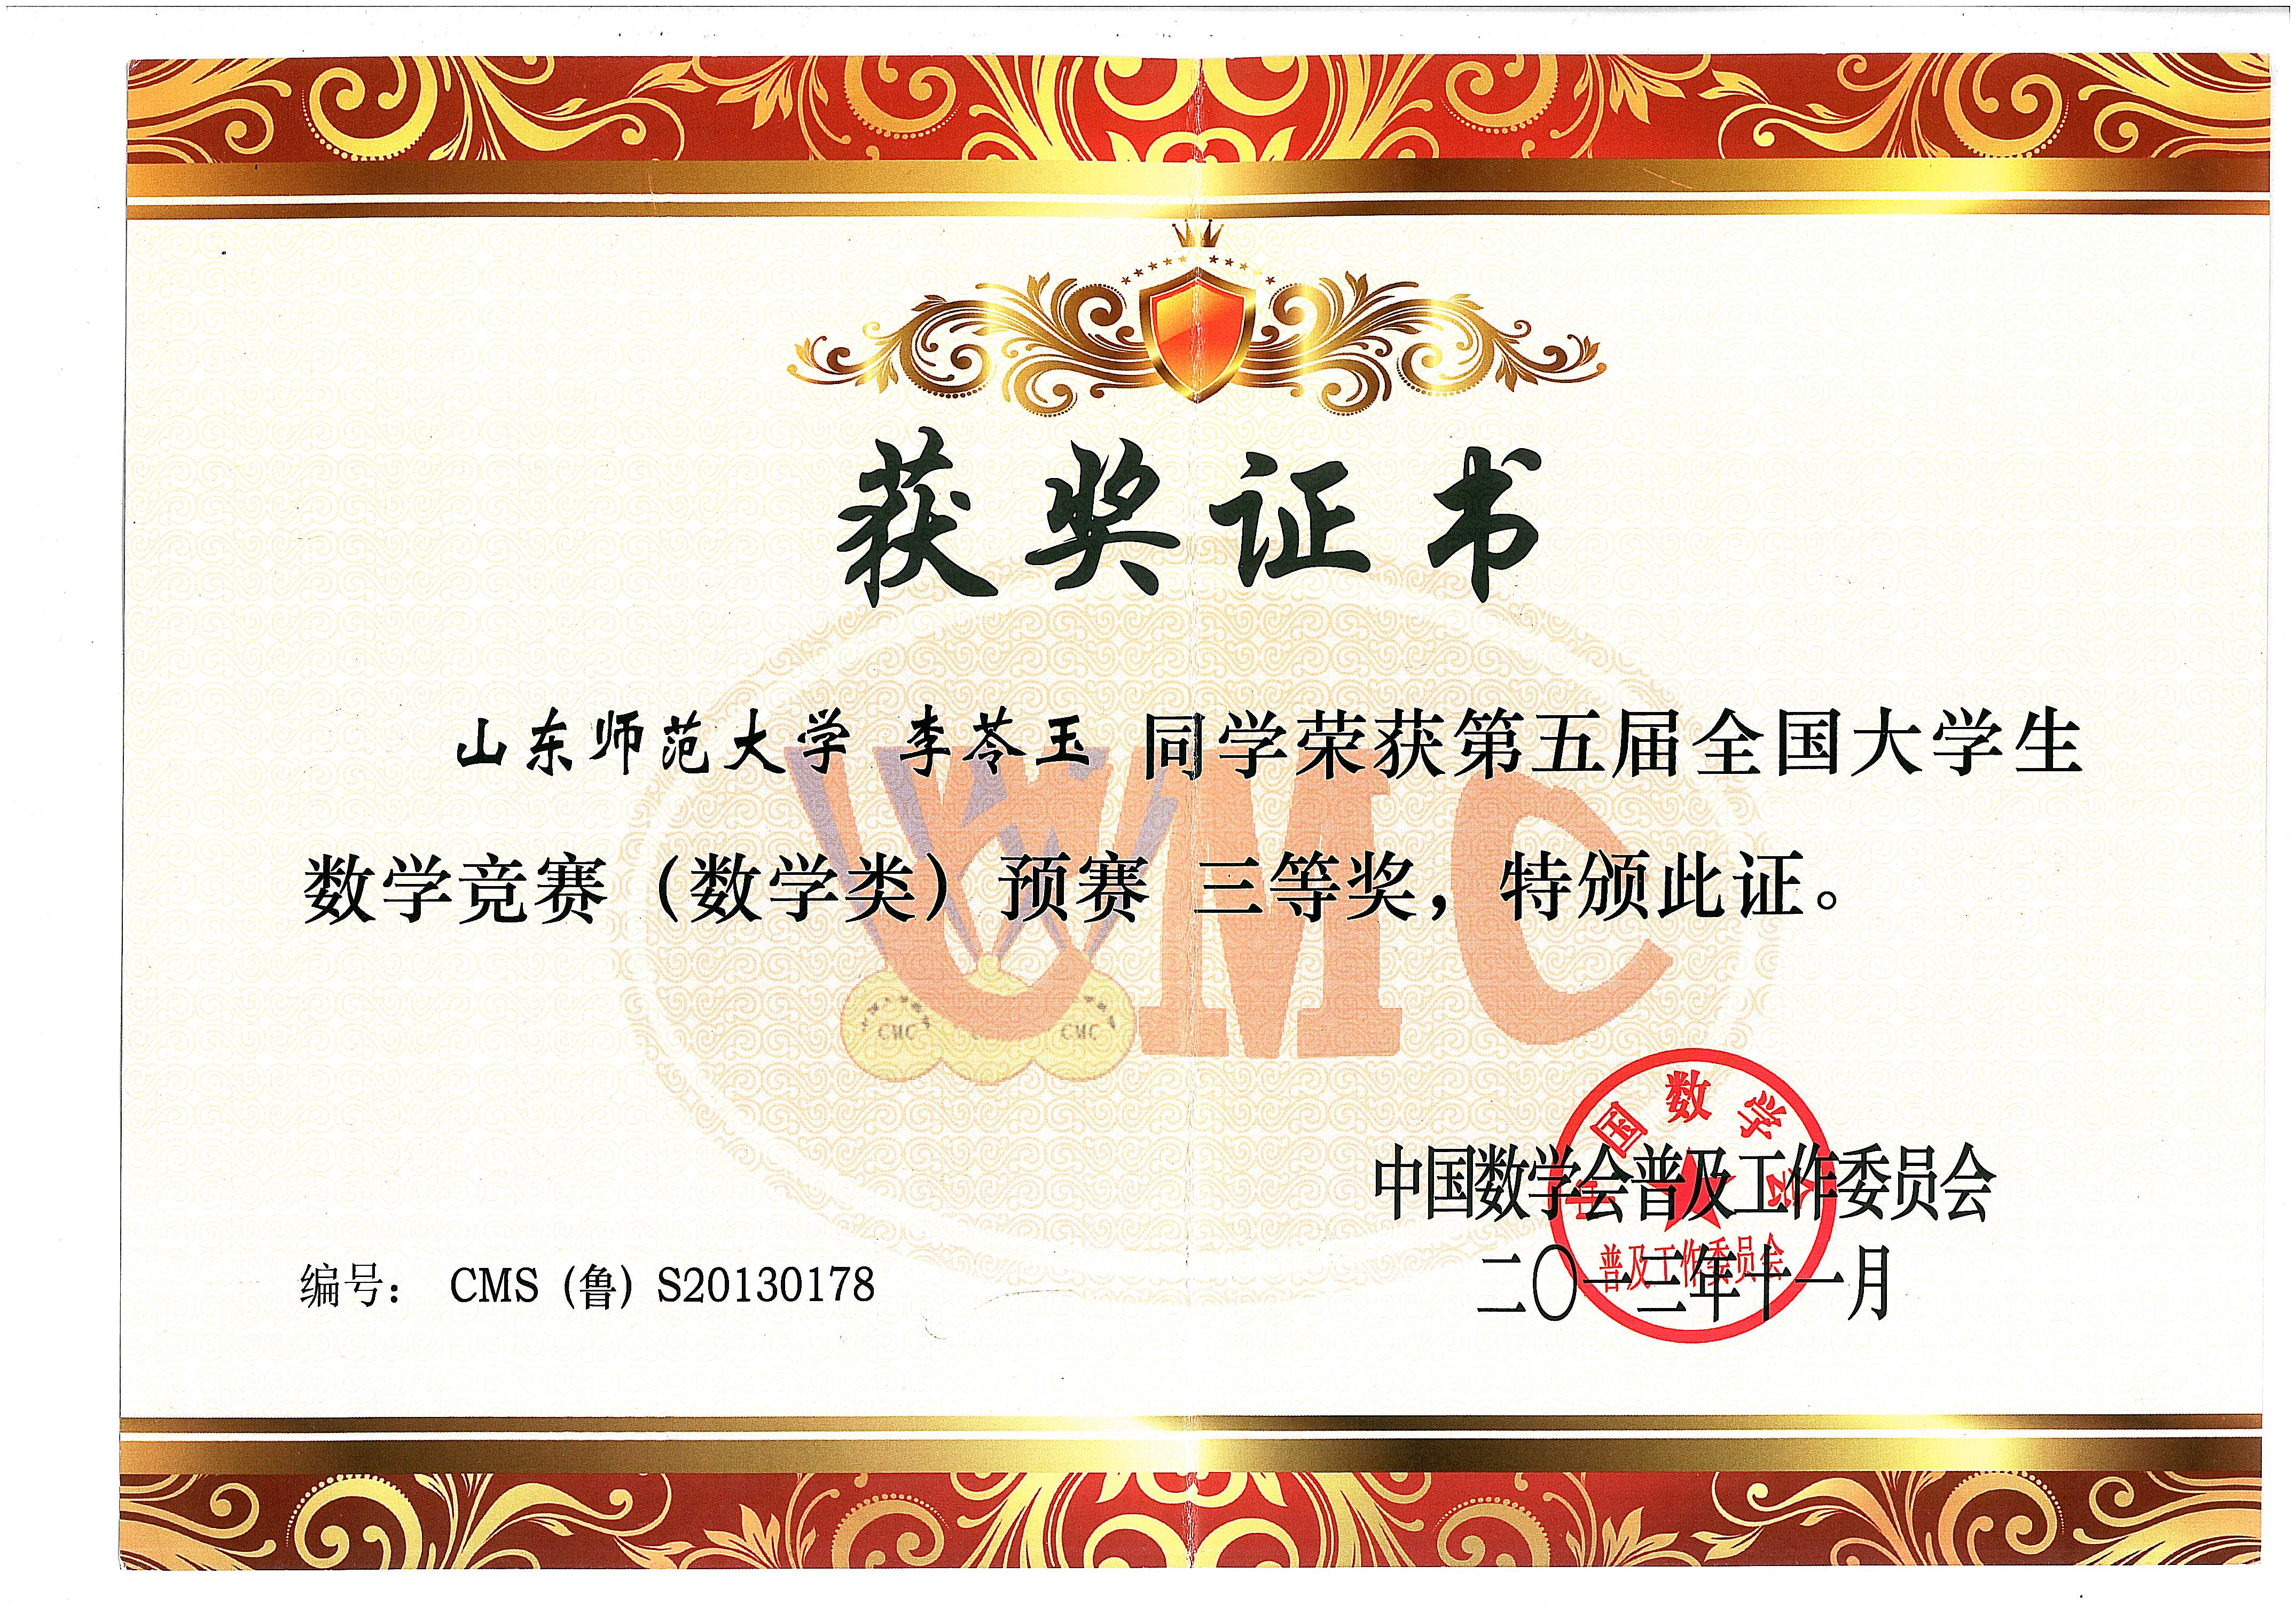 获奖证书
山东师范大学 李苓玉 同学荣获第五届全国大学生
数学竞赛（数学类）预赛 三等奖，特颁此证。
CMC
CMC
CMC
中国数学会
中国数学会普及工作委员会
普及工作委员会
二〇一三年十一月
编号： CMS（鲁）S20130178